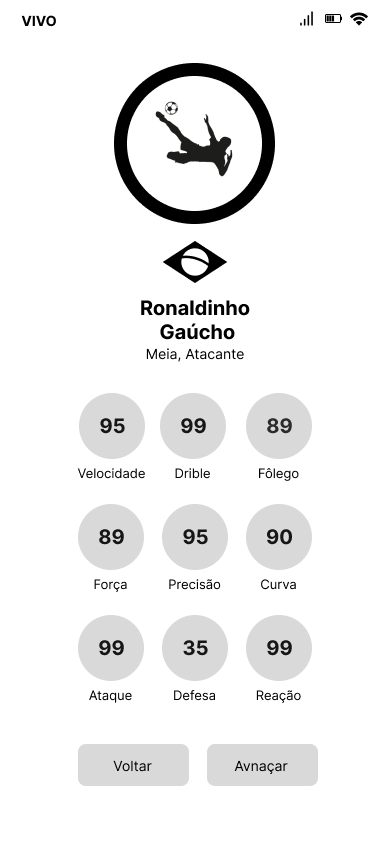 VIVO
Ronaldinho
Gaúcho
Meia, Atacante
95 99 89
Velocidade Drible Fôlego
89 95 90
Força Precisão Curva
99 35 99
Ataque Defesa Reação
Voltar Avnaçar